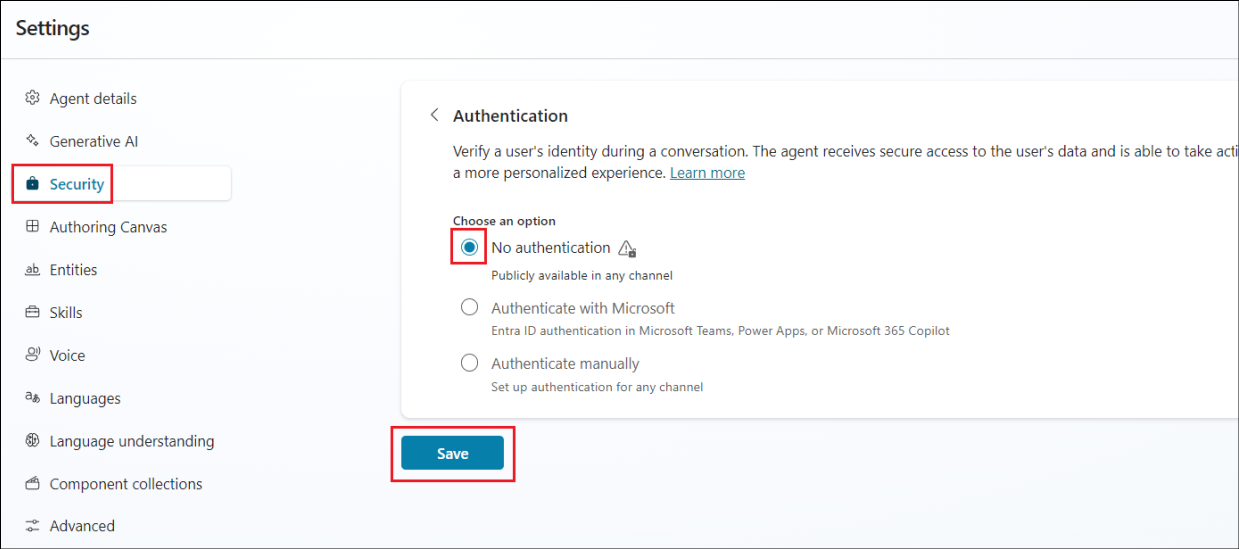 Settings
Agent details
Generative AI
Security
Authoring Canvas
Entities
Skills
Voice
Languages
Language understanding
Component collections
Advanced
Authentication
Verify a user's identity during a conversation. The agent receives secure access to the user's data and is able to take acti
a more personalized experience. Learn more
Choose an option
No authentication
Publicly available in any channel
Authenticate with Microsoft
Entra ID authentication in Microsoft Teams, Power Apps, or Microsoft 365 Copilot
Authenticate manually
Set up authentication for any channel
Save